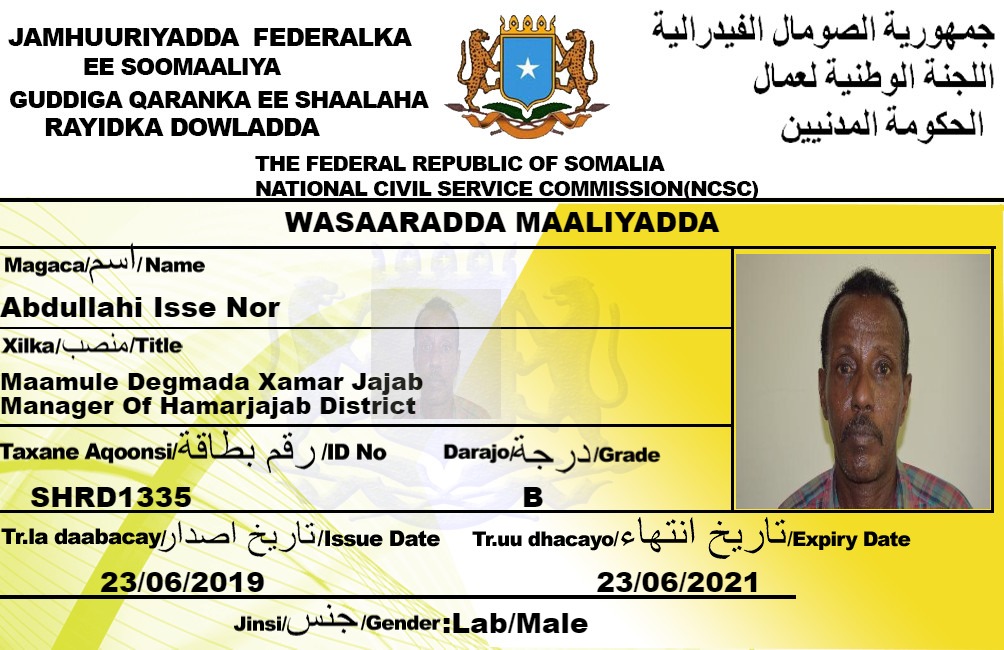 JAMHUURIYADDA FEDERALKA
EE SOOMAALIYA
GUDDIGA QARANKA EE SHAALAHA
RAYIDKA DOWLADDA
جمهورية الصومال الفيدرالية
اللجنة الوطنية لعمال
الحكومة المدنيين
THE FEDERAL REPUBLIC OF SOMALIA
NATIONAL CIVIL SERVICE COMMISSION(NCSC)
WASAARADDA MAALIYADDA
Magaca/اسم/Name
Abdullahi Isse Nor
Xilka/منصب/Title
Maamule Degmada Xamar Jajab
Manager Of Hamarjajab District
Taxane Aqoonsi/رقم بطاقة/ID No Darajo/درجة/Grade
SHRD1335 B
Tr.la daabacay/تاريخ اصدار/Issue Date Tr.uu dhacayo/تاريخ انتهاء/Expiry Date
23/06/2019 23/06/2021
Jinsi/جنس/Gender:Lab/Male